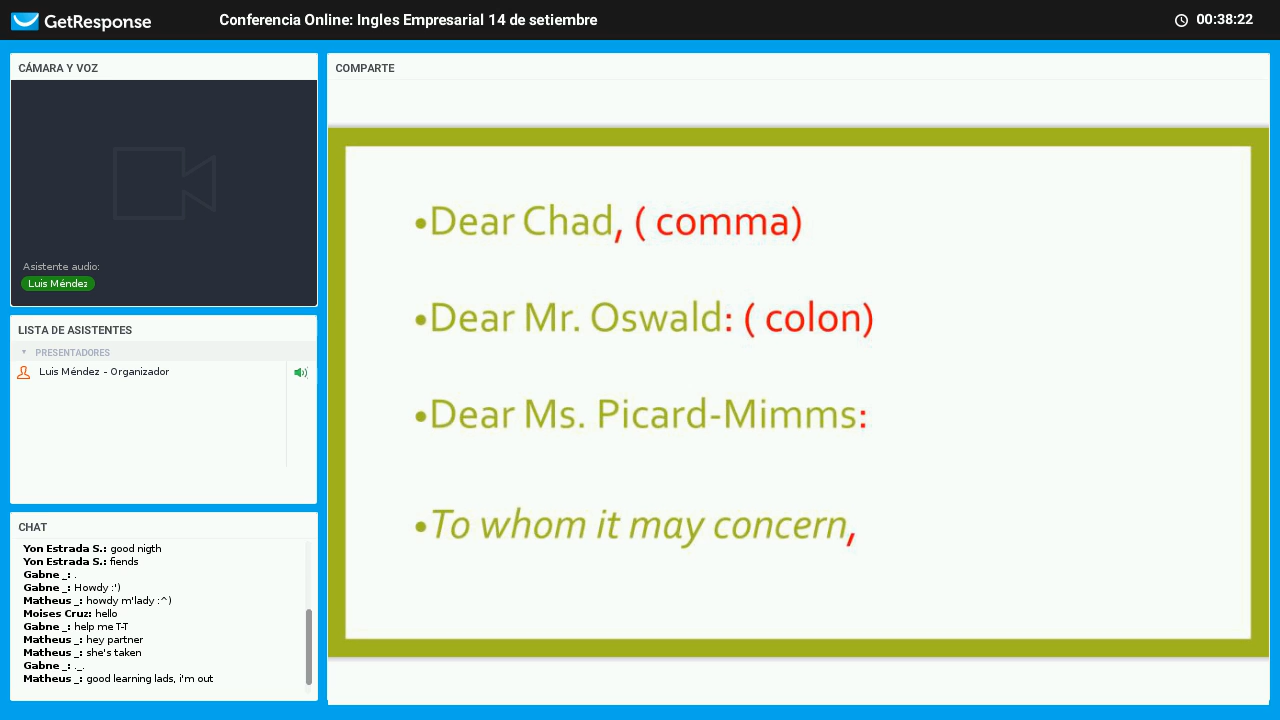 GetResponse
Conferencia Online: Ingles Empresarial 14 de setiembre
00:38:22
CÁMARA Y VOZ
Asistente audio:
Luis Méndez
LISTA DE ASISTENTES
PRESENTADORES
Luis Méndez - Organizador
CHAT
Yon Estrada S.: good nigth
Yon Estrada S.: fiends
Gabne _: .
Gabne _: Howdy :')
Matheus _: howdy m'lady :^)
Moises Cruz: hello
Gabne _: help me T-T
Matheus _: hey partner
Matheus _: she's taken
Gabne _: ._.
Matheus _: good learning lads, i'm out
COMPARTE
•Dear Chad, ( comma)
•Dear Mr. Oswald: ( colon)
•Dear Ms. Picard-Mimms:
•To whom it may concern,